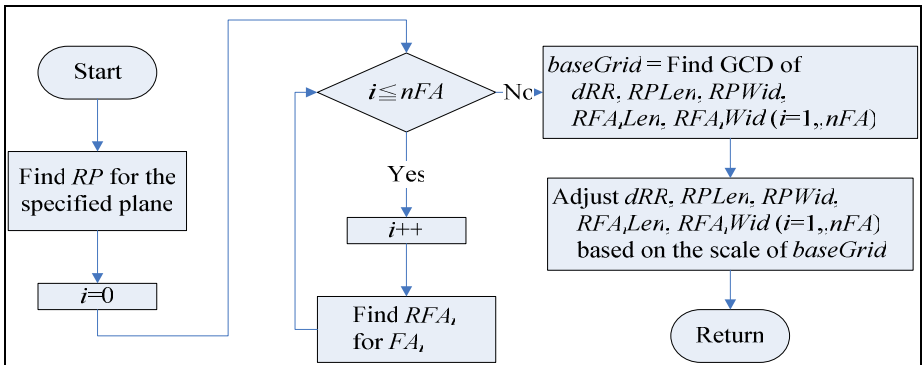 Start
Find RP for the
specified plane
i=0
i≦nFA
No
Yes
i++
Find RFAi
for FAi
baseGrid = Find GCD of
dRR, RPLen, RPWid,
RFAiLen, RFAiWid (i=1,..nFA)
Adjust dRR, RPLen, RPWid,
RFAiLen, RFAiWid (i=1,..nFA)
based on the scale of baseGrid
Return